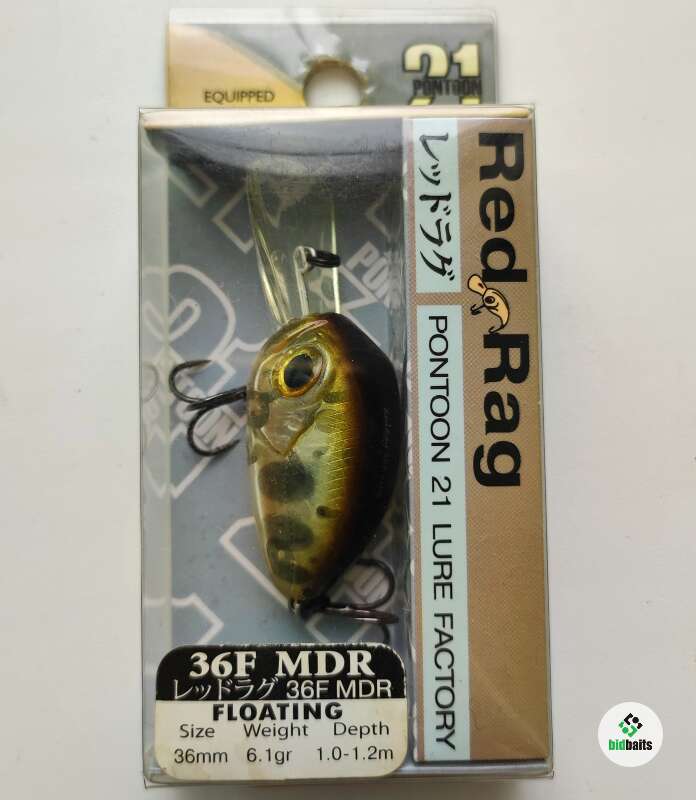 EQUIPPED
21
PONTOON
Red Rag
レッドラグ
PONTOON 21 LURE FACTORY
36F MDR
レッドラグ 36F MDR
FLOATING
Size Weight Depth
36mm 6.1gr 1.0-1.2m
bidbaits